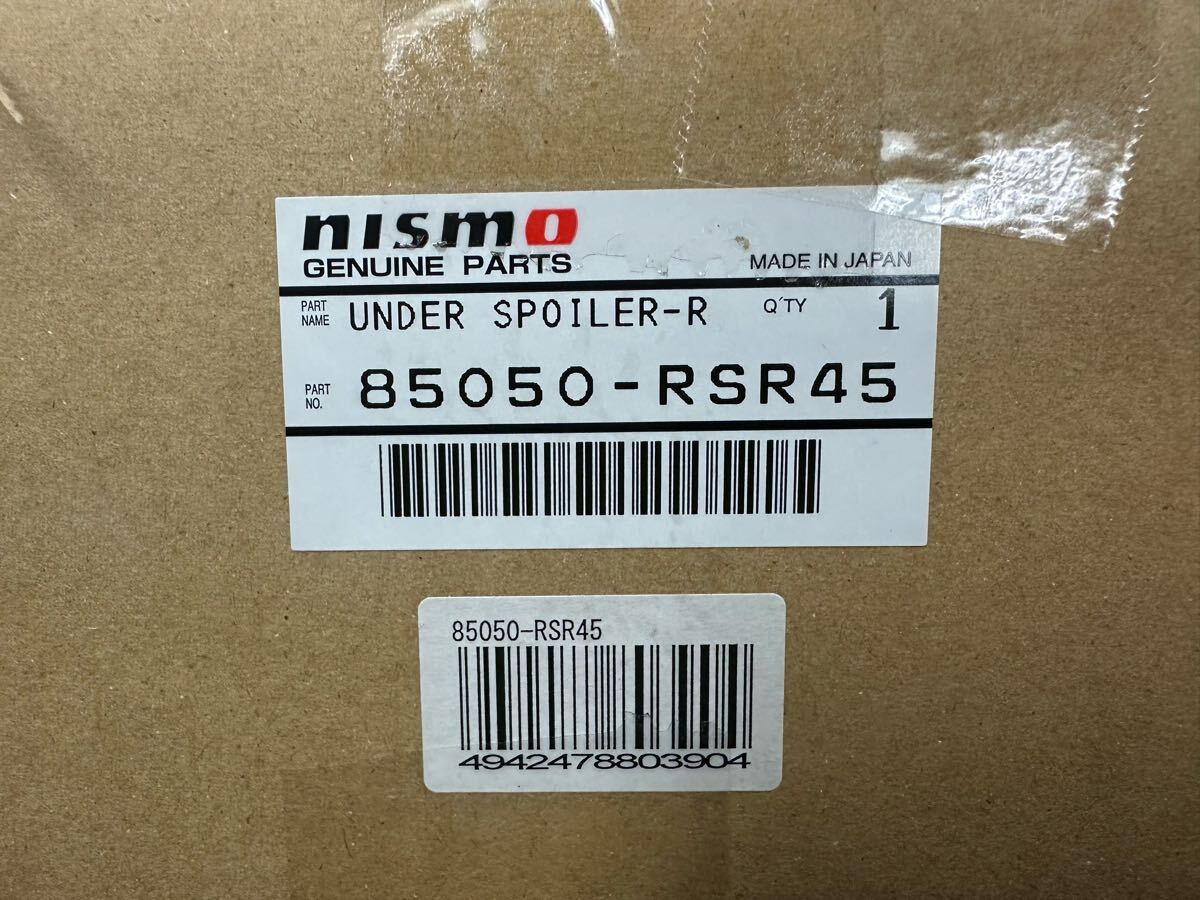 nismo
GENUINE PARTS MADE IN JAPAN
PART NAME UNDER SPOILER-R Q'TY 1
PART NO. 85050-RSR45
85050-RSR45
4942478803904